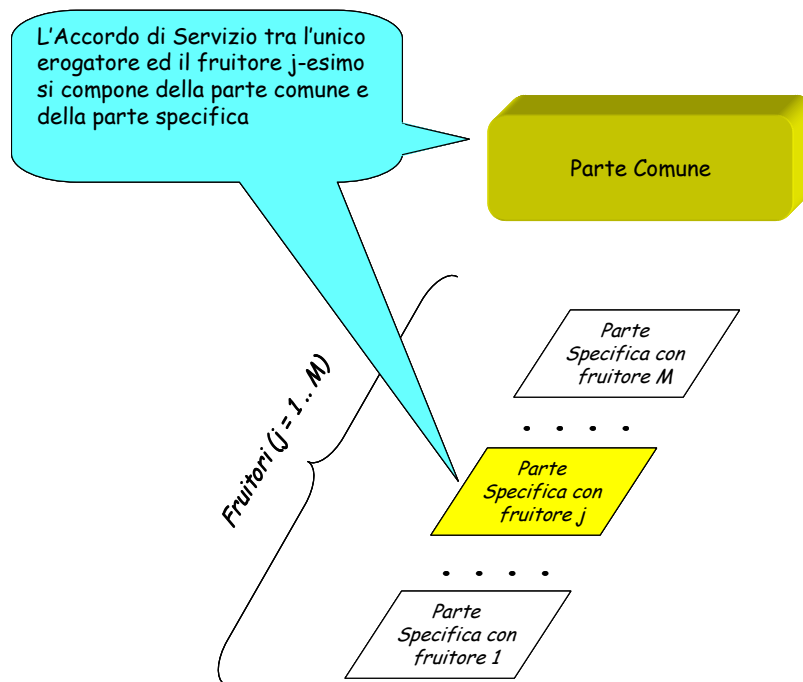 L'Accordo di Servizio tra l'unico
erogatore ed il fruitore j-esimo
si compone della parte comune e
della parte specifica
Parte Comune
Fruitori (j = 1 .. M)
Parte
Specifica con
fruitore M
. . . .
Parte
Specifica con
fruitore j
. . . .
Parte
Specifica con
fruitore 1